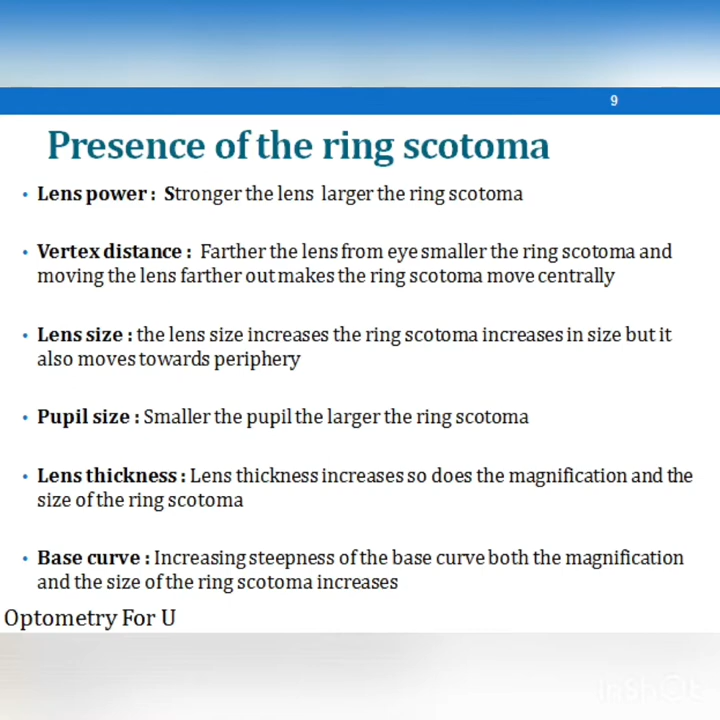 9
Presence of the ring scotoma
• Lens power : Stronger the lens larger the ring scotoma
• Vertex distance : Farther the lens from eye smaller the ring scotoma and
moving the lens farther out makes the ring scotoma move centrally
• Lens size : the lens size increases the ring scotoma increases in size but it
also moves towards periphery
• Pupil size : Smaller the pupil the larger the ring scotoma
• Lens thickness : Lens thickness increases so does the magnification and the
size of the ring scotoma
• Base curve : Increasing steepness of the base curve both the magnification
and the size of the ring scotoma increases
Optometry For U